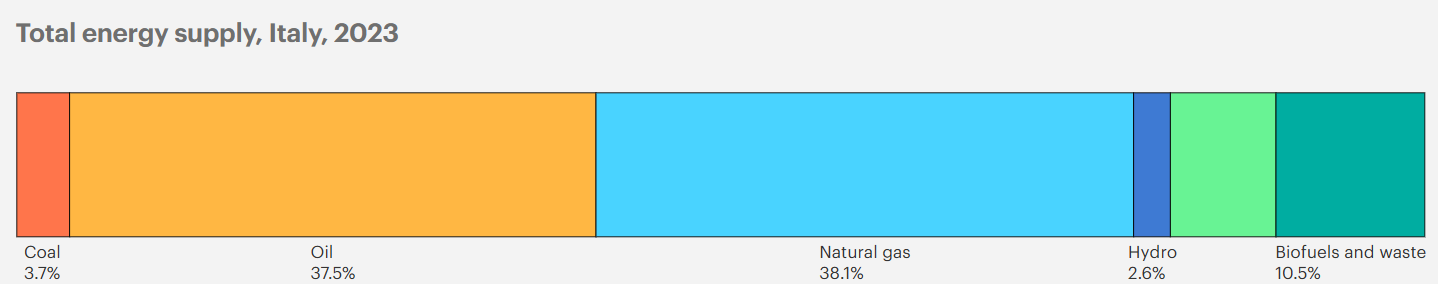 Total energy supply, Italy, 2023
Coal
3.7%
Oil
37.5%
Natural gas
38.1%
Hydro
2.6%
Biofuels and waste
10.5%